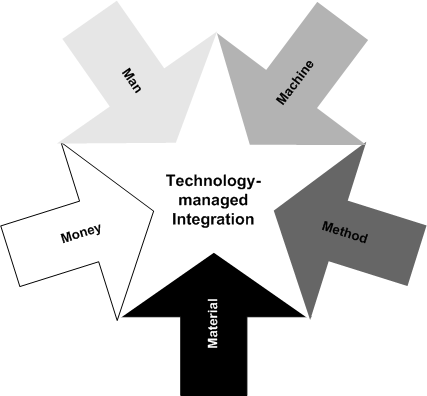 Man
Machine
Technology-
managed
Integration
Money
Method
Material